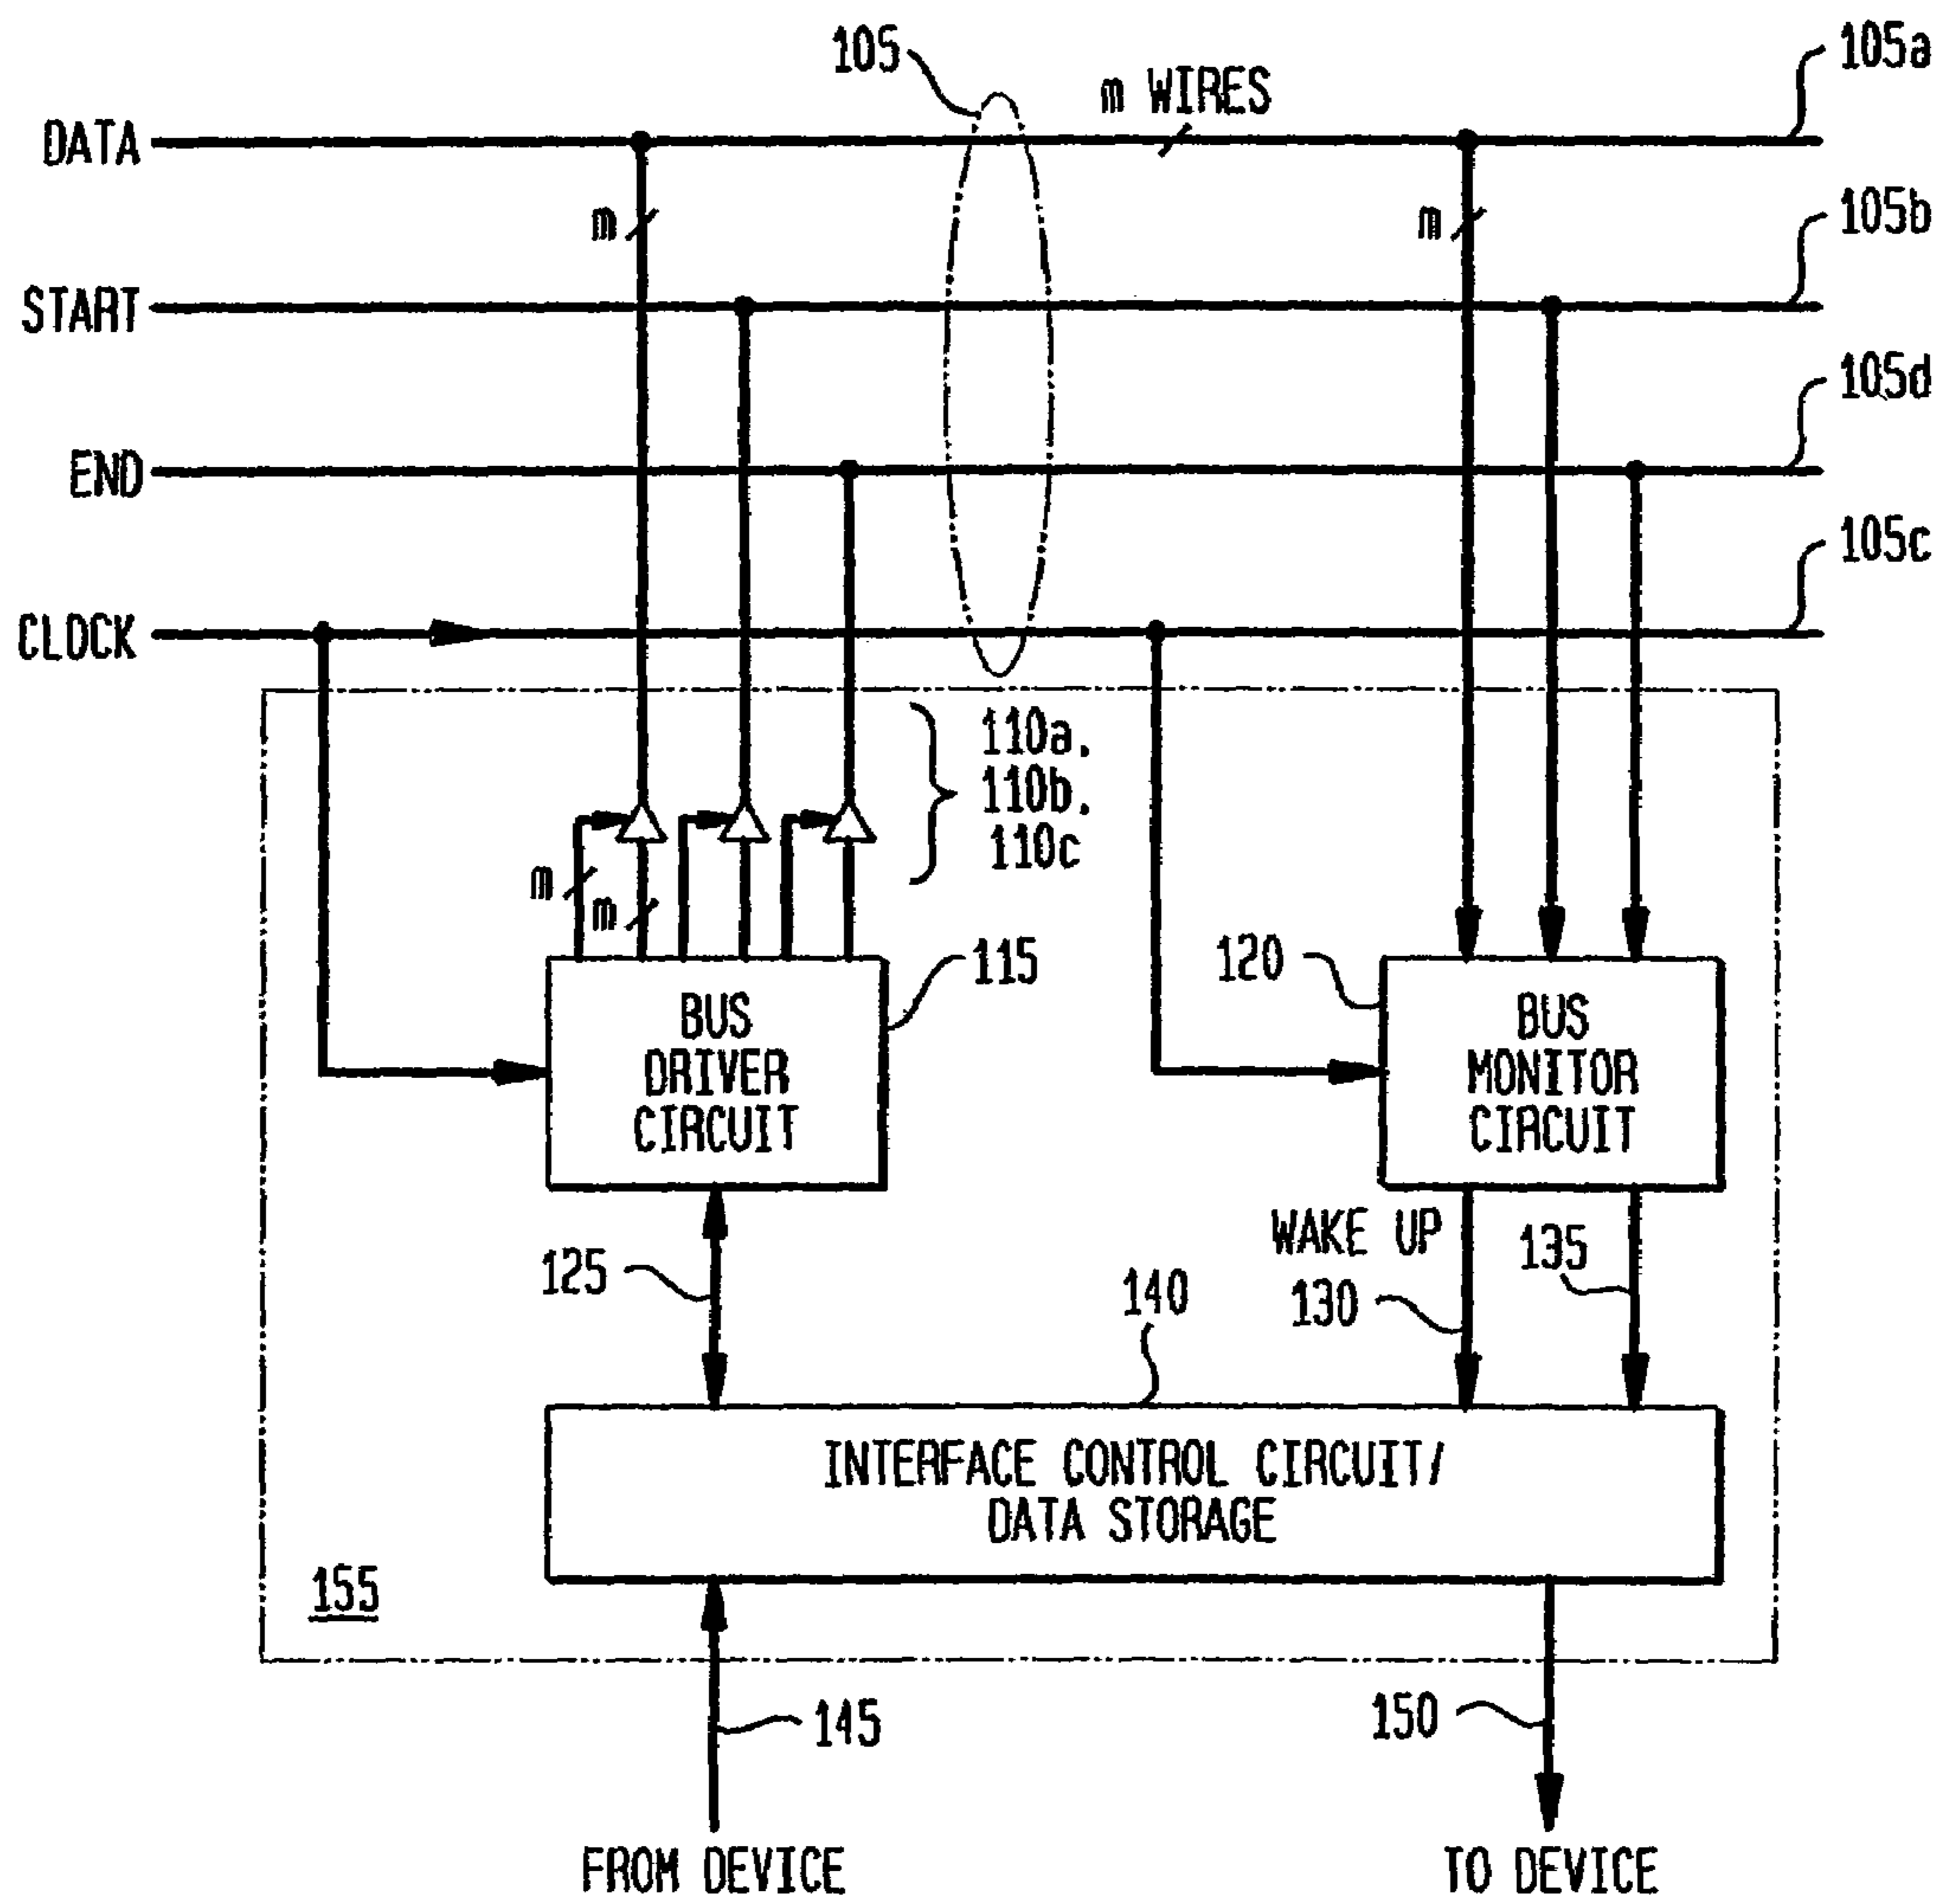 105
m WIRES
105a
DATA
m
m
105b
START
105d
END
105c
CLOCK
110a.
110b.
110c
m
m
115
120
BUS
DRIVER
CIRCUIT
BUS
MONITOR
CIRCUIT
WAKE UP
125
130
135
140
INTERFACE CONTROL CIRCUIT/
DATA STORAGE
155
145
150
FROM DEVICE
TO DEVICE